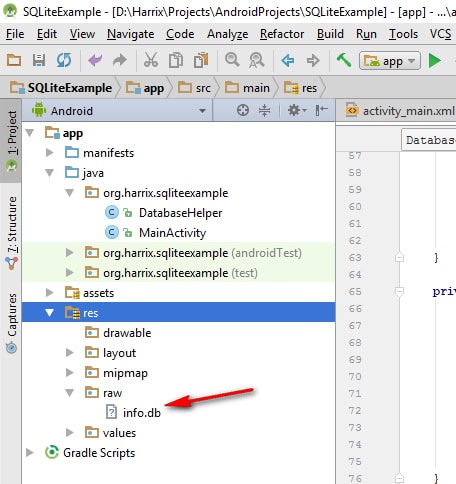 SQLiteExample - [D:\Harrix\Projects\AndroidProjects\SQLiteExample] - [app] - ...\a
File Edit View Navigate Code Analyze Refactor Build Run Tools VCS
app
SQLiteExample app src main res
Android
activity_main.xml
1: Project
7: Structure
Captures
app
manifests
java
org.harrix.sqliteexample
DatabaseHelper
MainActivity
org.harrix.sqliteexample (androidTest)
org.harrix.sqliteexample (test)
assets
res
drawable
layout
mipmap
raw
info.db
values
Gradle Scripts
Databas
57
58
59
60
61
62
63 }
64
65 pri
66
67
68
69
70
71
72
73
74
75
76 }